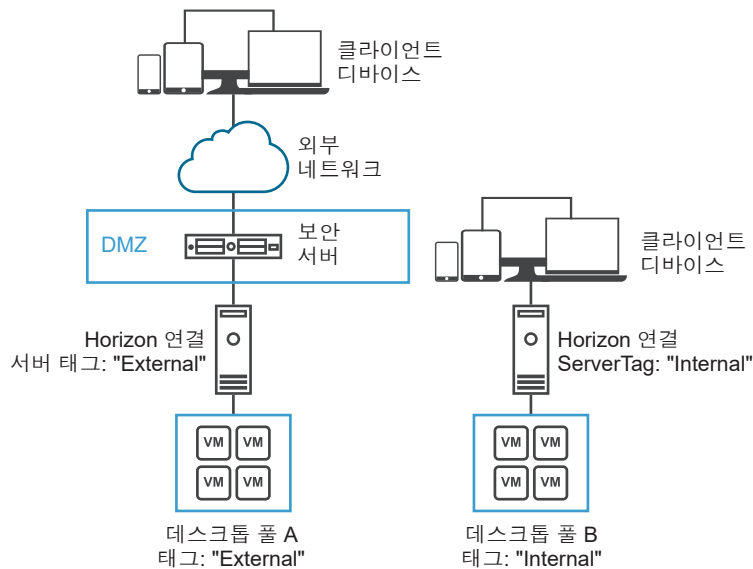 클라이언트
디바이스
외부
네트워크
DMZ
보안
서버
클라이언트
디바이스
Horizon 연결
서버 태그: "External"
Horizon 연결
ServerTag: "Internal"
VM VM
VM VM
VM VM
VM VM
데스크톱 풀 A
태그: "External"
데스크톱 풀 B
태그: "Internal"